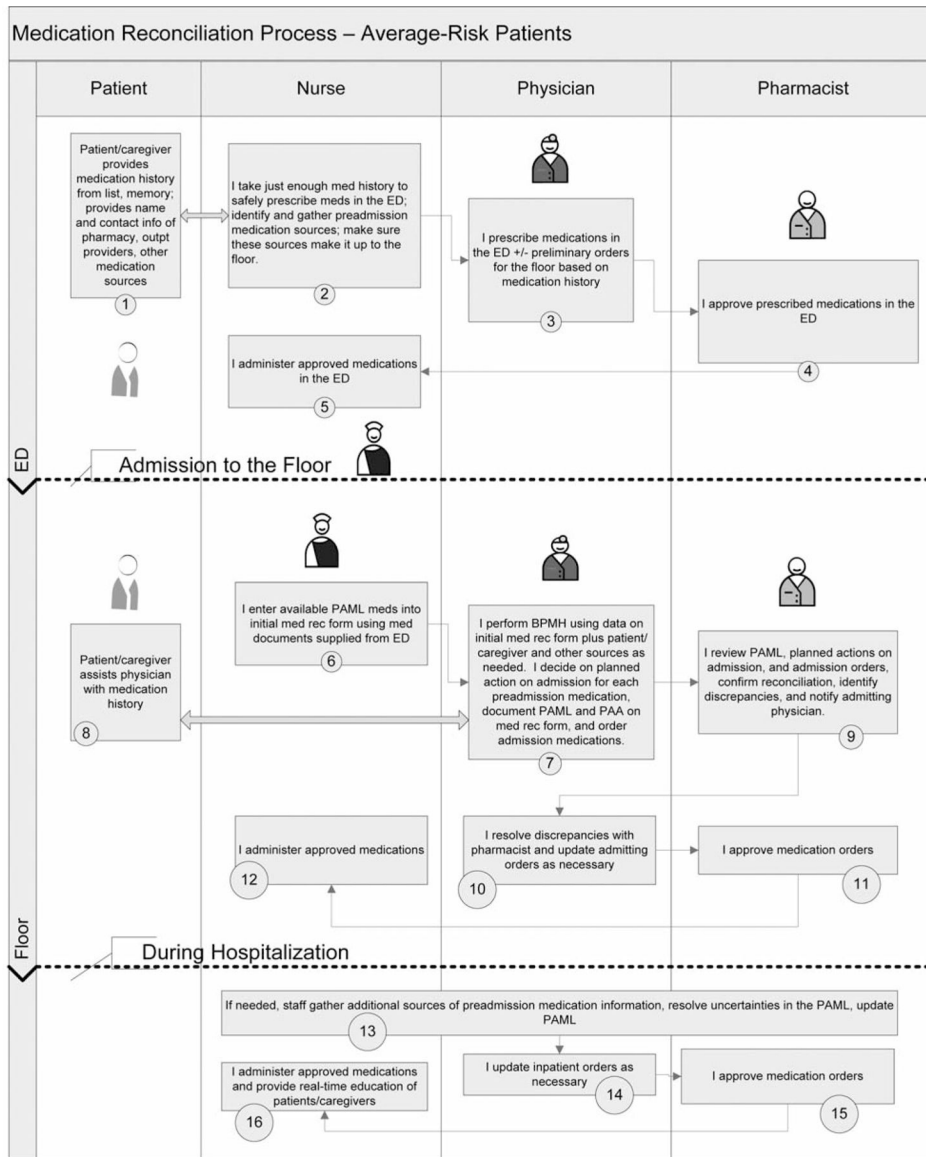 Medication Reconciliation Process – Average-Risk Patients
Patient
Nurse
Physician
Pharmacist
Patient/caregiver
provides
medication history
from list, memory;
provides name
and contact info of
pharmacy, outpt
providers, other
medication
sources
1
I take just enough med history to
safely prescribe meds in the ED;
identify and gather preadmission
medication sources; make sure
these sources make it up to the
floor.
2
I prescribe medications in
the ED +/- preliminary orders
for the floor based on
medication history
3
I approve prescribed medications in the
ED
4
I administer approved medications
in the ED
5
ED
Admission to the Floor
I enter available PAML meds into
initial med rec form using med
documents supplied from ED
6
I perform BPMH using data on
initial med rec form plus patient/
caregiver and other sources as
needed.  I decide on planned
action on admission for each
preadmission medication,
document PAML and PAA on
med rec form, and order
admission medications.
7
Patient/caregiver
assists physician
with medication
history
8
I review PAML, planned actions on
admission, and admission orders,
confirm reconciliation, identify
discrepancies, and notify admitting
physician.
9
I resolve discrepancies with
pharmacist and update admitting
orders as necessary
10
I approve medication orders
11
I administer approved medications
12
Floor
During Hospitalization
If needed, staff gather additional sources of preadmission medication information, resolve uncertainties in the PAML, update
PAML
13
I update inpatient orders as
necessary
14
I approve medication orders
15
I administer approved medications
and provide real-time education of
patients/caregivers
16